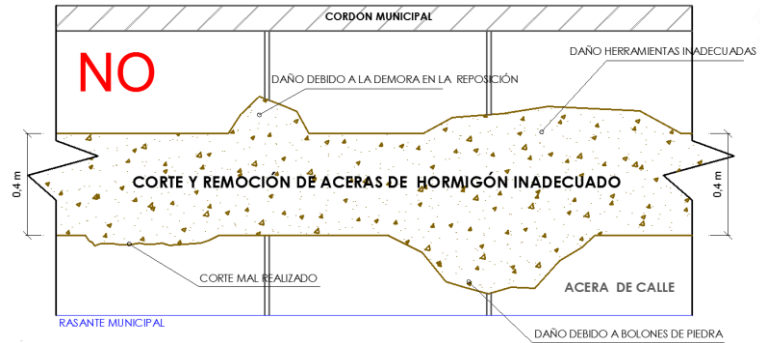 CORDÓN MUNICIPAL
NO
DAÑO HERRAMIENTAS INADECUADAS
DAÑO DEBIDO A LA DEMORA EN LA REPOSICIÓN
0,4 m
CORTE Y REMOCIÓN DE ACERAS DE HORMIGÓN INADECUADO
0,4 m
CORTE MAL REALIZADO
ACERA DE CALLE
RASANTE MUNICIPAL
DAÑO DEBIDO A BOLONES DE PIEDRA